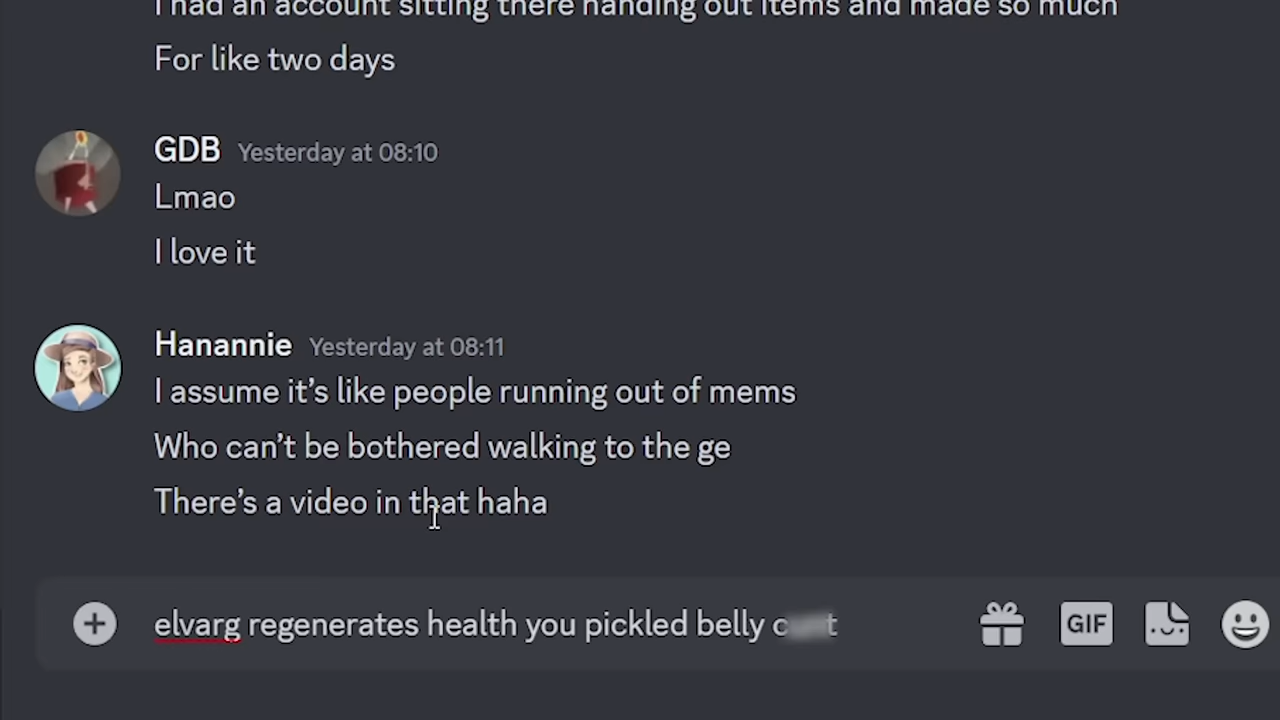 I had an account sitting there handing out items and made so much
For like two days
GDB Yesterday at 08:10
Lmao
I love it
Hanannie Yesterday at 08:11
I assume it's like people running out of mems
Who can't be bothered walking to the ge
There's a video in that haha
elvarg regenerates health you pickled belly
GIF